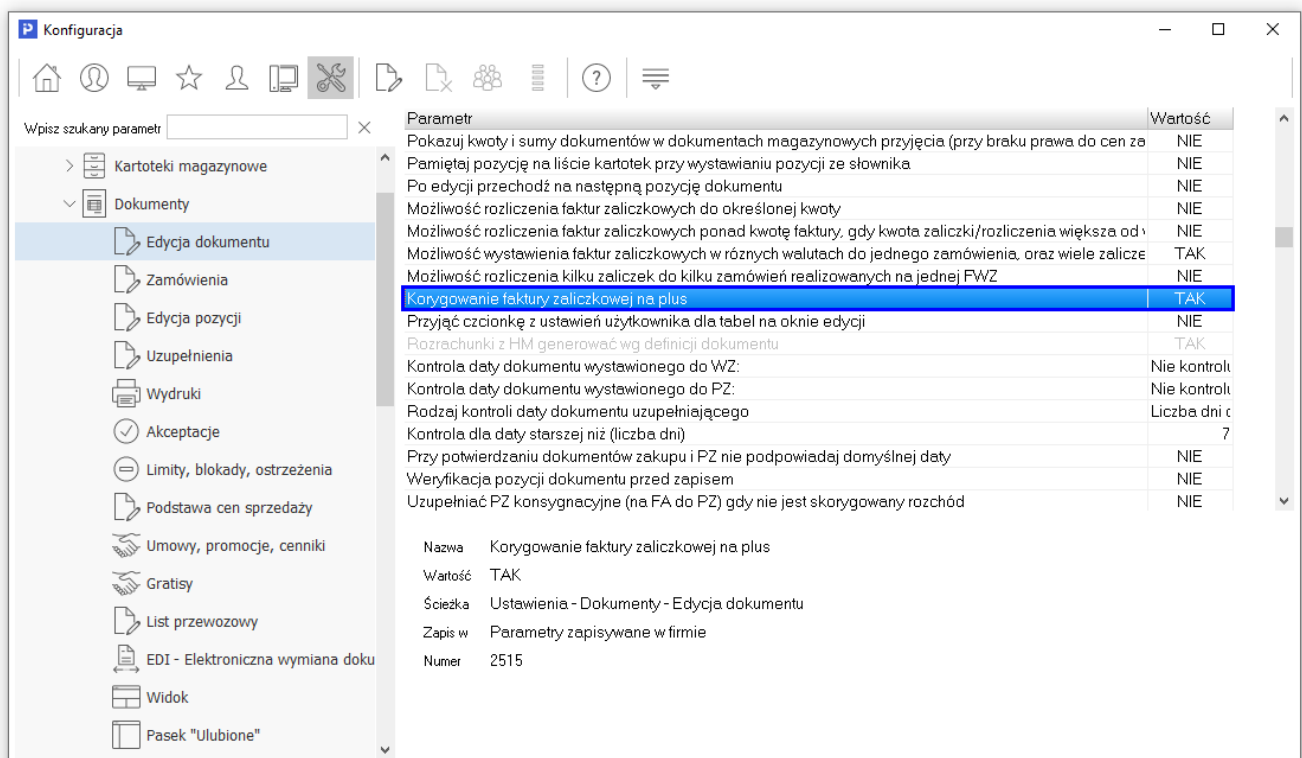 Konfiguracja
Wpisz szukany parametr
Kartoteki magazynowe
Dokumenty
Edycja dokumentu
Zamówienia
Edycja pozycji
Uzupełnienia
Wydruki
Akceptacje
Limity, blokady, ostrzeżenia
Podstawa cen sprzedaży
Umowy, promocje, cenniki
Gratisy
List przewozowy
EDI - Elektroniczna wymiana doku
Widok
Pasek "Ulubione"
Parametr Wartość
Pokazuj kwoty i sumy dokumentów w dokumentach magazynowych przyjęcia (przy braku prawa do cen za NIE
Pamiętaj pozycję na liście kartotek przy wystawianiu pozycji ze słownika NIE
Po edycji przechodź na następną pozycję dokumentu NIE
Możliwość rozliczenia faktur zaliczkowych do określonej kwoty NIE
Możliwość rozliczenia faktur zaliczkowych ponad kwotę faktury, gdy kwota zaliczki/rozliczenia większa od NIE
Możliwość wystawienia faktur zaliczkowych w róznych walutach do jednego zamówienia, oraz wiele zalicze TAK
Możliwość rozliczenia kilku zaliczek do kilku zamówień realizowanych na jednej FWZ NIE
Korygowanie faktury zaliczkowej na plus TAK
Przyjąć czcionkę z ustawień użytkownika dla tabel na oknie edycji NIE
Rozrachunki z HM generować wg definicji dokumentu TAK
Kontrola daty dokumentu wystawionego do WZ: Nie kontrolu
Kontrola daty dokumentu wystawionego do PZ: Nie kontrolu
Rodzaj kontroli daty dokumentu uzupełniającego Liczba dni
Kontrola dla daty starszej niż (liczba dni) 7
Przy potwierdzaniu dokumentów zakupu i PZ nie podpowiadaj domyślnej daty NIE
Weryfikacja pozycji dokumentu przed zapisem NIE
Uzupełniać PZ konsygnacyjne (na FA do PZ) gdy nie jest skorygowany rozchód NIE
Nazwa Korygowanie faktury zaliczkowej na plus
Wartość TAK
Ścieżka Ustawienia - Dokumenty - Edycja dokumentu
Zapis w Parametry zapisywane w firmie
Numer 2515